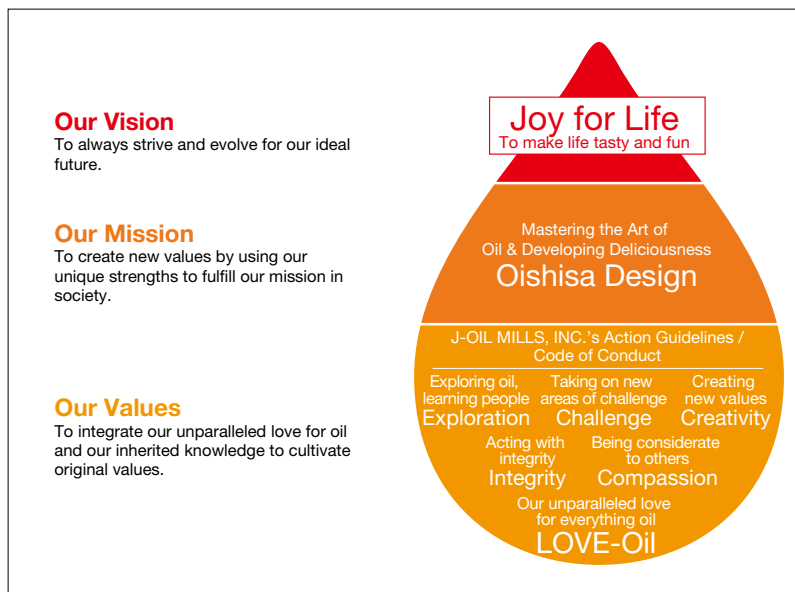 Our Vision
To always strive and evolve for our ideal
future.
Our Mission
To create new values by using our
unique strengths to fulfill our mission in
society.
Our Values
To integrate our unparalleled love for oil
and our inherited knowledge to cultivate
original values.
Joy for Life
To make life tasty and fun
Mastering the Art of
Oil & Developing Deliciousness
Oishisa Design
J-OIL MILLS, INC.'s Action Guidelines /
Code of Conduct
Exploring oil,
learning people
Exploration
Taking on new
areas of challenge
Challenge
Creating
new values
Creativity
Acting with
integrity
Integrity
Being considerate
to others
Compassion
Our unparalleled love
for everything oil
LOVE-Oil